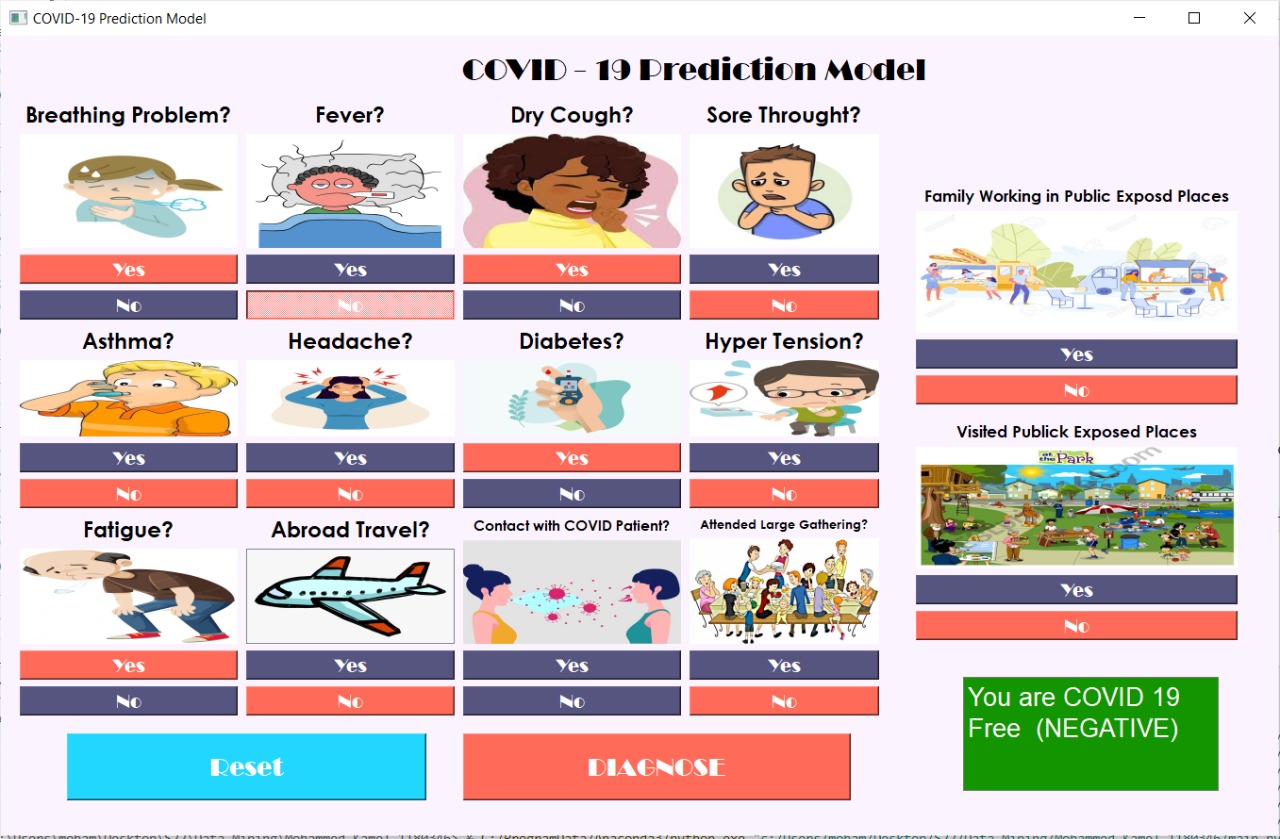 COVID-19 Prediction Model
COVID - 19 Prediction Model
Breathing Problem?
Fever?
Dry Cough?
Sore Throught?
Yes
Yes
Yes
Yes
No
No
No
No
Asthma?
Headache?
Diabetes?
Hyper Tension?
Yes
Yes
Yes
Yes
No
No
No
No
Fatigue?
Abroad Travel?
Contact with COVID Patient?
Attended Large Gathering?
Yes
Yes
Yes
Yes
No
No
No
No
Family Working in Public Exposd Places
Yes
No
Visited Publick Exposed Places
at the Park
.com
Yes
No
Reset
DIAGNOSE
You are COVID 19
Free (NEGATIVE)